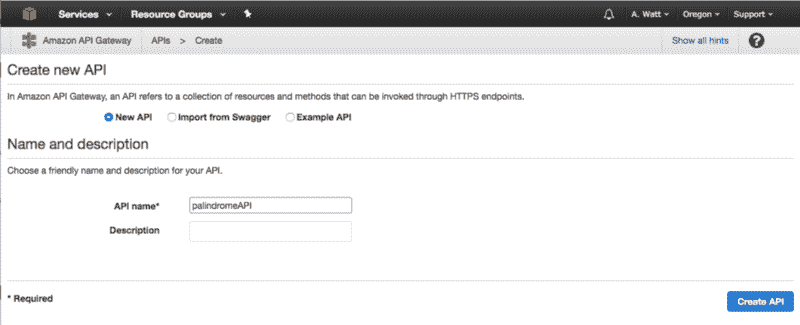 Services Resource Groups A. Watt Oregon Support
Amazon API Gateway APIs > Create Show all hints ?
Create new API
In Amazon API Gateway, an API refers to a collection of resources and methods that can be invoked through HTTPS endpoints.
New API Import from Swagger Example API
Name and description
Choose a friendly name and description for your API.
API name* palindromeAPI
Description
* Required Create API